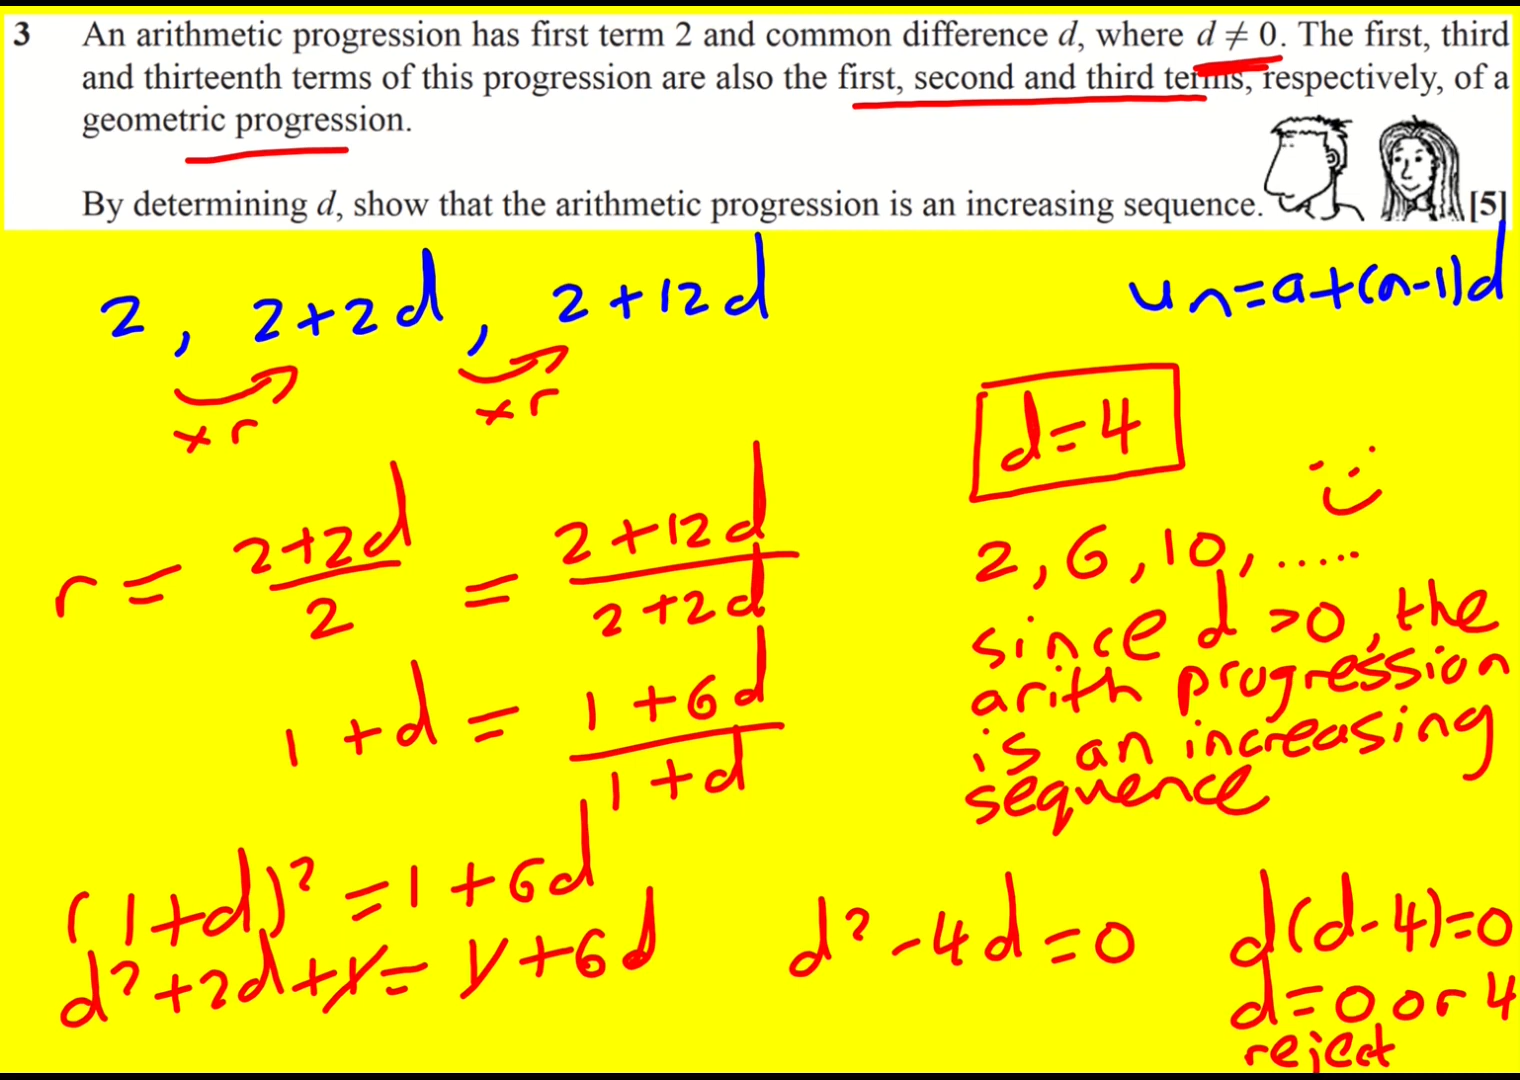 3 An arithmetic progression has first term 2 and common difference d, where d ≠ 0. The first, third
and thirteenth terms of this progression are also the first, second and third terms, respectively, of a
geometric progression.
By determining d, show that the arithmetic progression is an increasing sequence. [5]
2, 2+2d, 2+12d
un=a+(n-1)d
×r ×r
d=4
r = 2+2d/2 = 2+12d/2+2d
2, 6, 10, .....
since d >0, the
arith progression
is an increasing
sequence
1+d = 1+6d/1+d
(1+d)² = 1+6d
d²+2d+1 = 1+6d
d²-4d=0
d(d-4)=0
d=0 or 4
reject